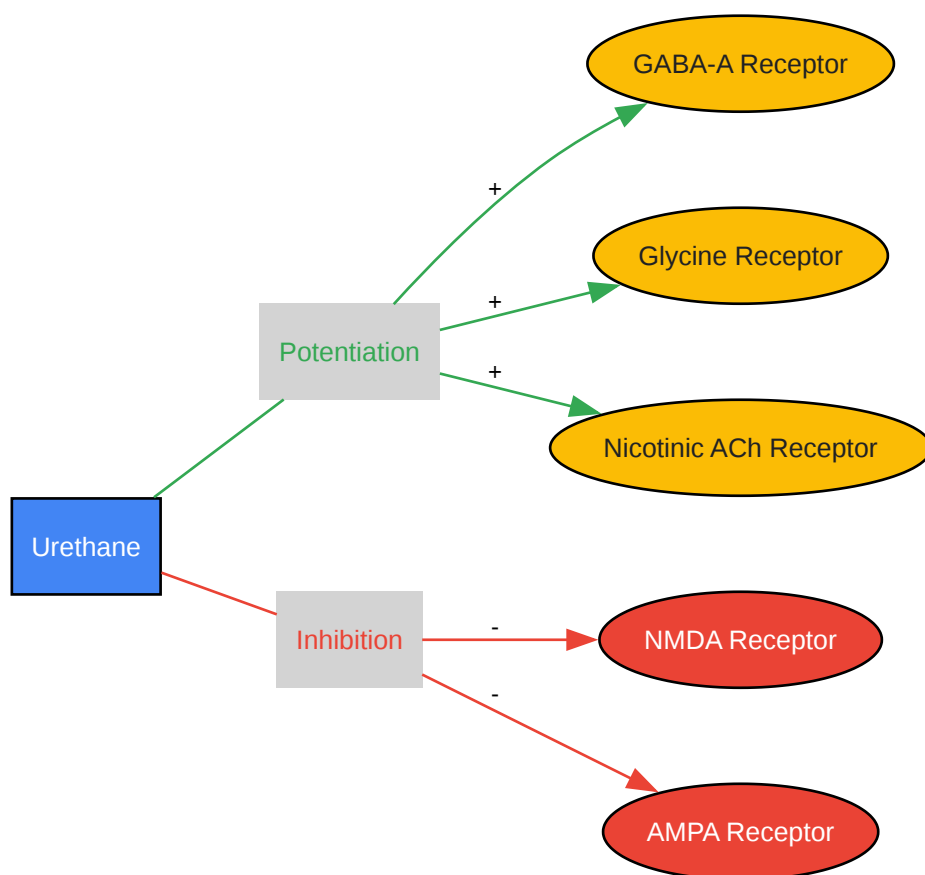 GABA-A Receptor
+
Glycine Receptor
+
Potentiation
+
Nicotinic ACh Receptor
Urethane
Inhibition
-
NMDA Receptor
-
AMPA Receptor